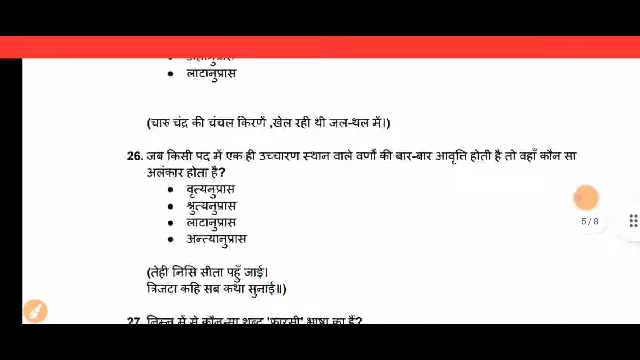 लाटानुप्रास
(चारु चंद्र की चंचल किरणें ,खेल रही थी जल-थल में।)
26. जब किसी पद में एक ही उच्चारण स्थान वाले वर्णों की बार-बार आवृत्ति होती है तो वहाँ कौन सा
अलंकार होता है?
वृत्यनुप्रास
श्रुत्यनुप्रास
लाटानुप्रास
अन्त्यानुप्रास
5/8
(तेही निसि सीता पहुँ जाई।
त्रिजटा कहि सब कथा सुनाई॥)
27. निम्न में से कौन-सा शब्द 'फ़ारसी' भाषा का हैं?